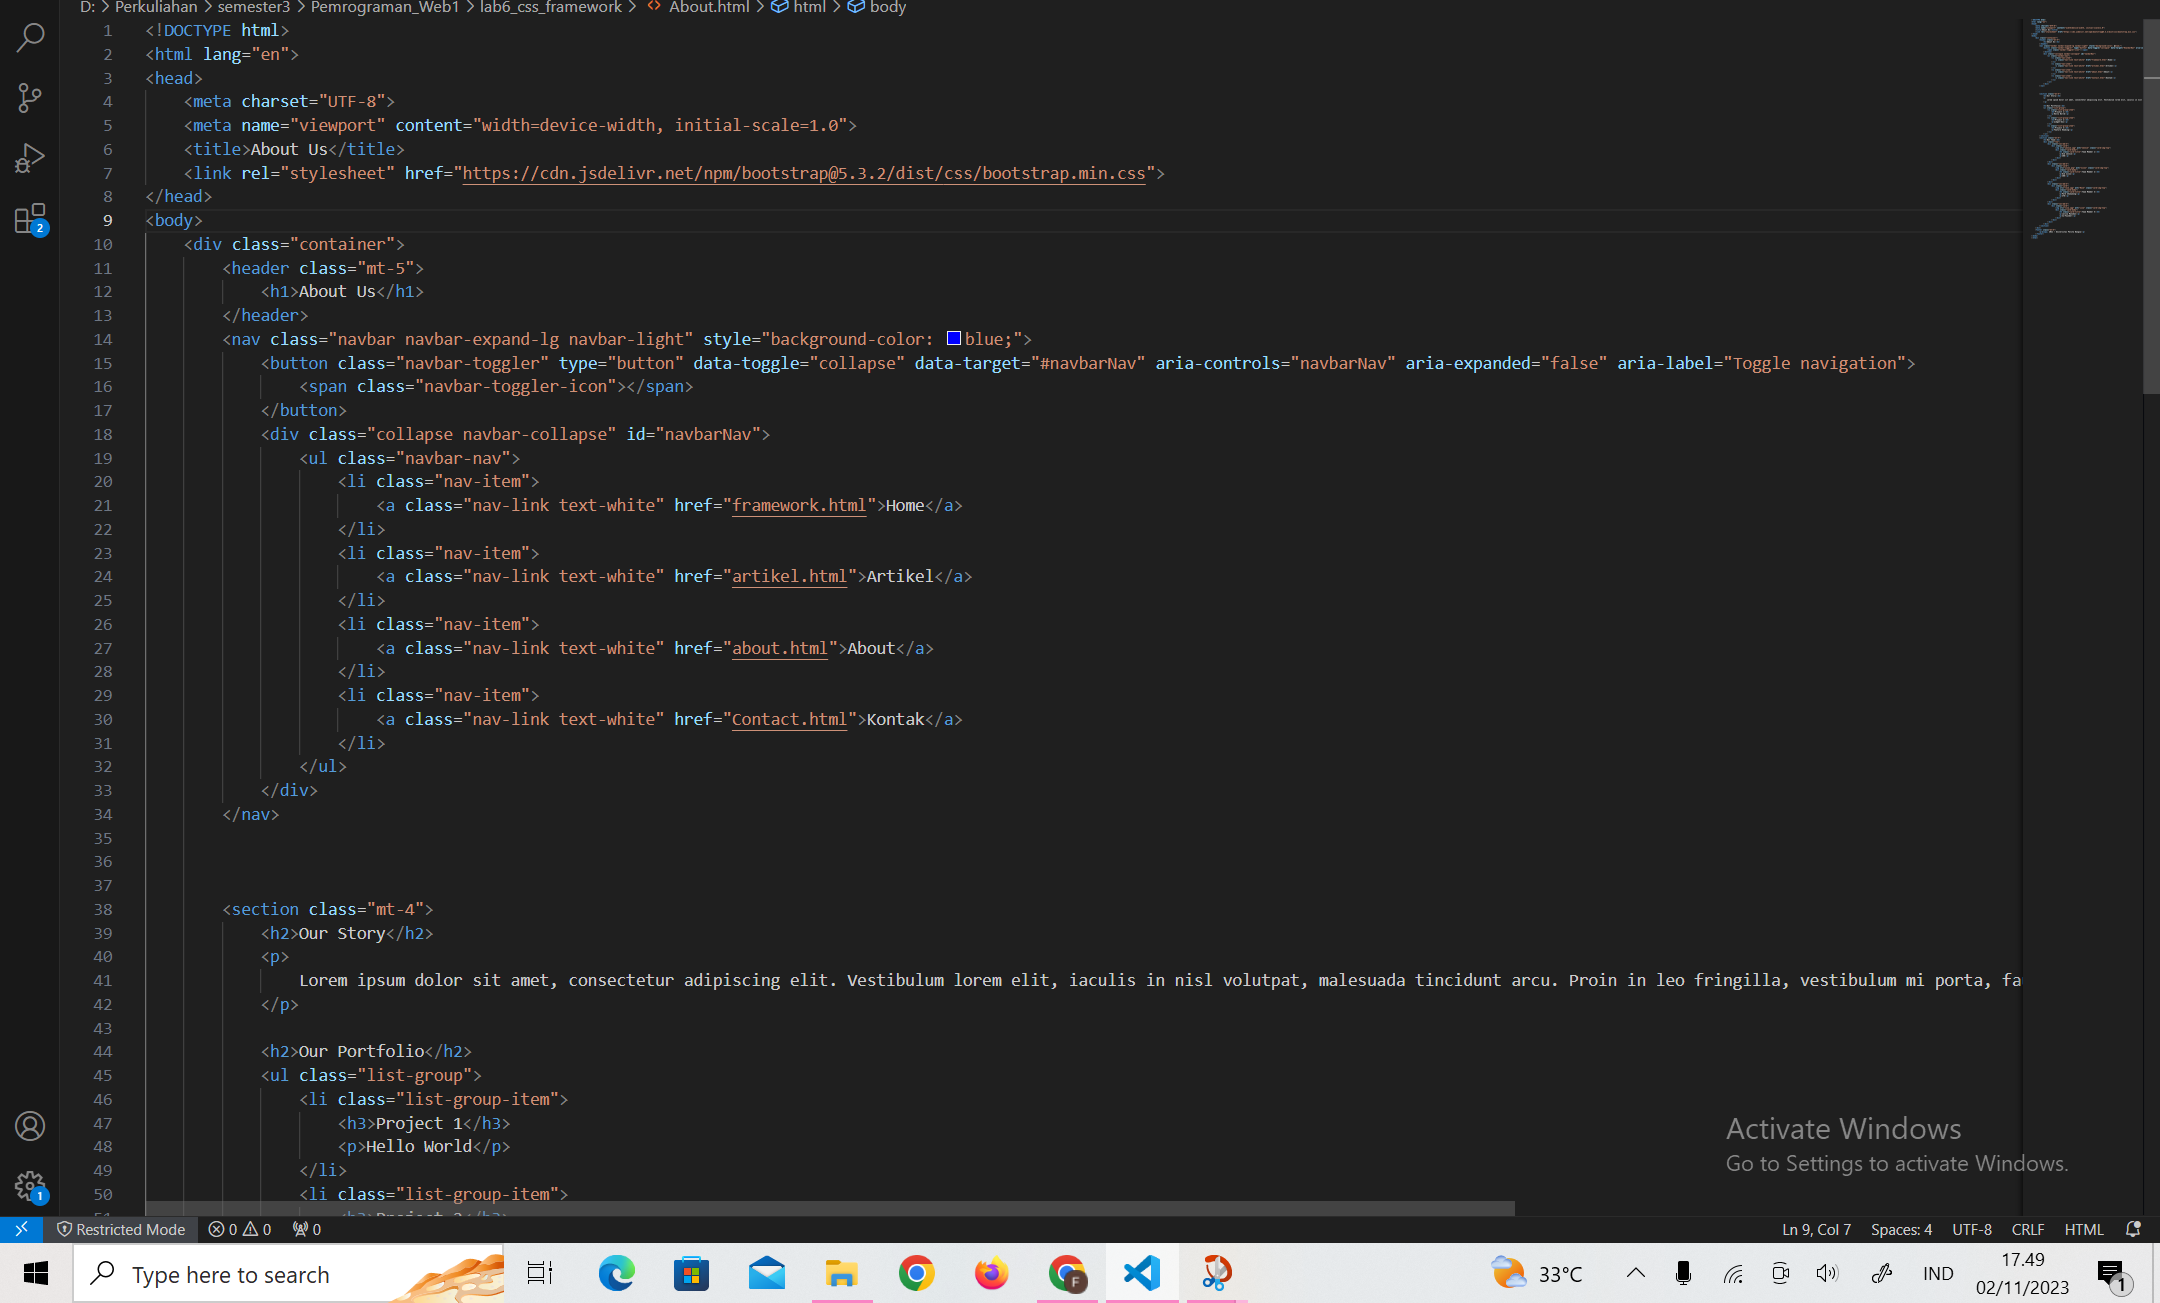 D: > Perkuliahan > semester3 > Pemrograman_Web1 > lab6_css_framework > <> About.html > html > body
1 <!DOCTYPE html>
2 <html lang="en">
3 <head>
4 <meta charset="UTF-8">
5 <meta name="viewport" content="width=device-width, initial-scale=1.0">
6 <title>About Us</title>
7 <link rel="stylesheet" href="https://cdn.jsdelivr.net/npm/bootstrap@5.3.2/dist/css/bootstrap.min.css">
8 </head>
9 <body>
10 <div class="container">
11 <header class="mt-5">
12 <h1>About Us</h1>
13 </header>
14 <nav class="navbar navbar-expand-lg navbar-light" style="background-color: blue;">
15 <button class="navbar-toggler" type="button" data-toggle="collapse" data-target="#navbarNav" aria-controls="navbarNav" aria-expanded="false" aria-label="Toggle navigation">
16 <span class="navbar-toggler-icon"></span>
17 </button>
18 <div class="collapse navbar-collapse" id="navbarNav">
19 <ul class="navbar-nav">
20 <li class="nav-item">
21 <a class="nav-link text-white" href="framework.html">Home</a>
22 </li>
23 <li class="nav-item">
24 <a class="nav-link text-white" href="artikel.html">Artikel</a>
25 </li>
26 <li class="nav-item">
27 <a class="nav-link text-white" href="about.html">About</a>
28 </li>
29 <li class="nav-item">
30 <a class="nav-link text-white" href="Contact.html">Kontak</a>
31 </li>
32 </ul>
33 </div>
34 </nav>
35
36
37
38 <section class="mt-4">
39 <h2>Our Story</h2>
40 <p>
41 Lorem ipsum dolor sit amet, consectetur adipiscing elit. Vestibulum lorem elit, iaculis in nisl volutpat, malesuada tincidunt arcu. Proin in leo fringilla, vestibulum mi porta, fa
42 </p>
43
44 <h2>Our Portfolio</h2>
45 <ul class="list-group">
46 <li class="list-group-item">
47 <h3>Project 1</h3>
48 <p>Hello World</p>
49 </li>
50 <li class="list-group-item">
2
1
Activate Windows
Go to Settings to activate Windows.
Restricted Mode 0 0 0 Ln 9, Col 7 Spaces: 4 UTF-8 CRLF HTML
Type here to search F 33°C IND 17.49
02/11/2023 1